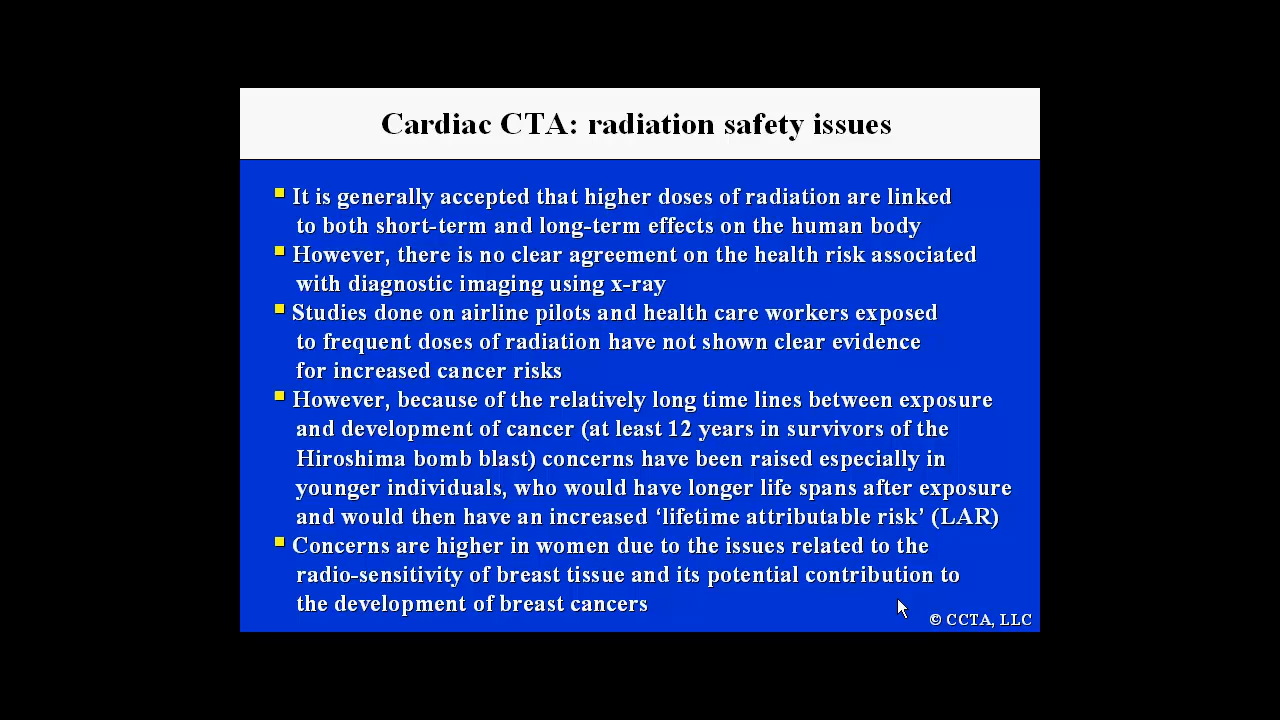 Cardiac CTA: radiation safety issues
It is generally accepted that higher doses of radiation are linked
to both short-term and long-term effects on the human body
However, there is no clear agreement on the health risk associated
with diagnostic imaging using x-ray
Studies done on airline pilots and health care workers exposed
to frequent doses of radiation have not shown clear evidence
for increased cancer risks
However, because of the relatively long time lines between exposure
and development of cancer (at least 12 years in survivors of the
Hiroshima bomb blast) concerns have been raised especially in
younger individuals, who would have longer life spans after exposure
and would then have an increased ‘lifetime attributable risk’ (LAR)
Concerns are higher in women due to the issues related to the
radio-sensitivity of breast tissue and its potential contribution to
the development of breast cancers
© CCTA, LLC